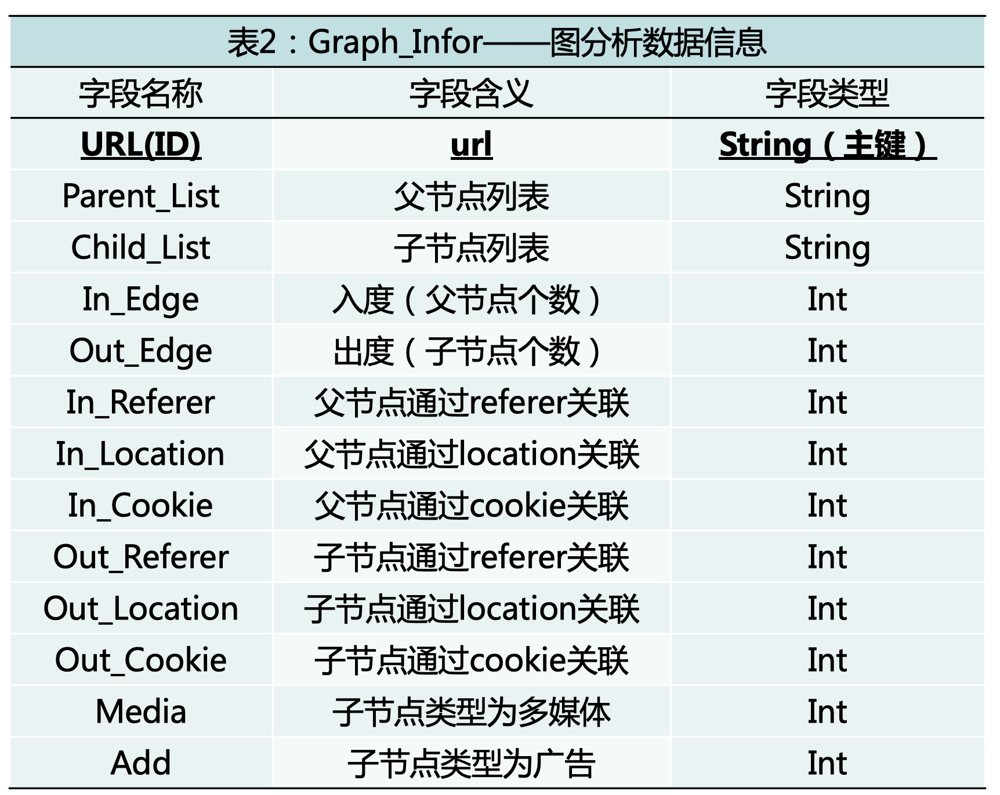 表2：Graph_Infor——图分析数据信息
字段名称 字段含义 字段类型
URL(ID) url String（主键）
Parent_List 父节点列表 String
Child_List 子节点列表 String
In_Edge 入度（父节点个数） Int
Out_Edge 出度（子节点个数） Int
In_Referer 父节点通过referer关联 Int
In_Location 父节点通过location关联 Int
In_Cookie 父节点通过cookie关联 Int
Out_Referer 子节点通过referer关联 Int
Out_Location 子节点通过location关联 Int
Out_Cookie 子节点通过cookie关联 Int
Media 子节点类型为多媒体 Int
Add 子节点类型为广告 Int